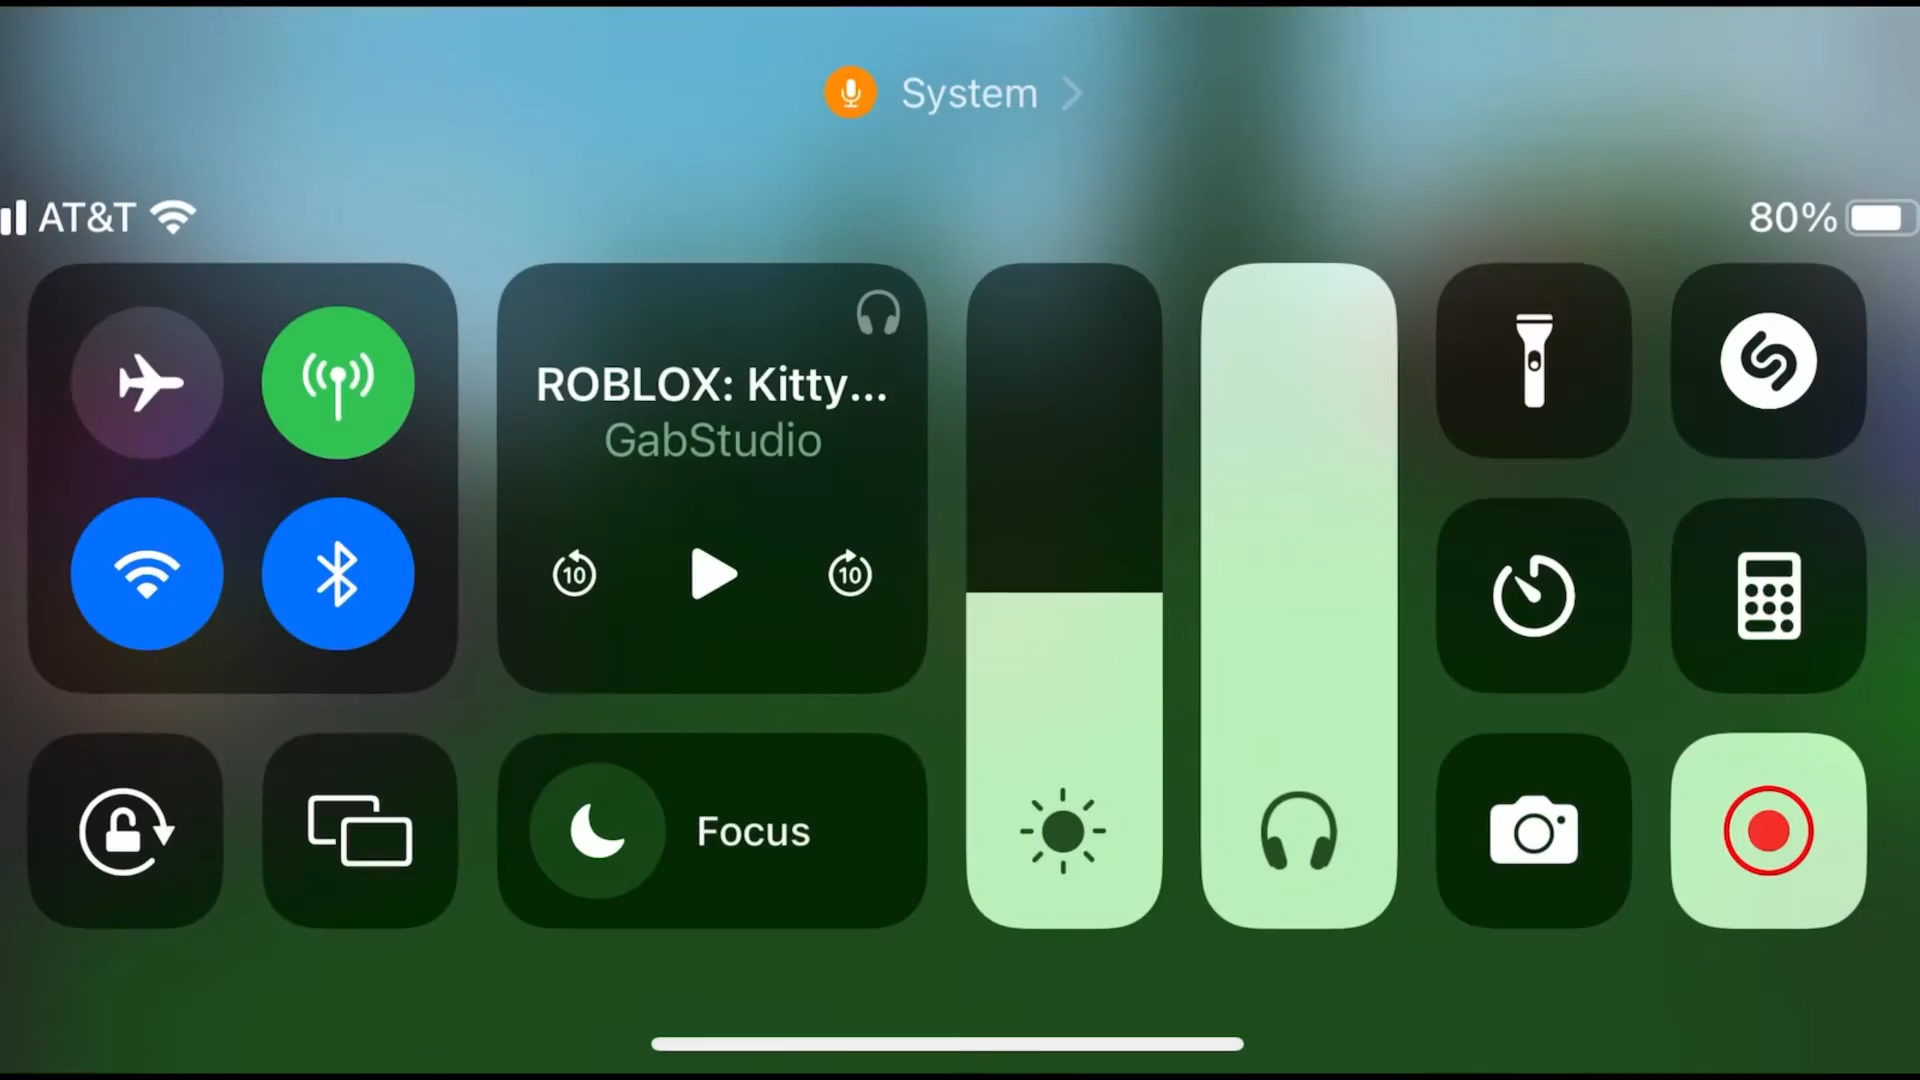 System
AT&T
80%
ROBLOX: Kitty...
GabStudio
10
10
Focus